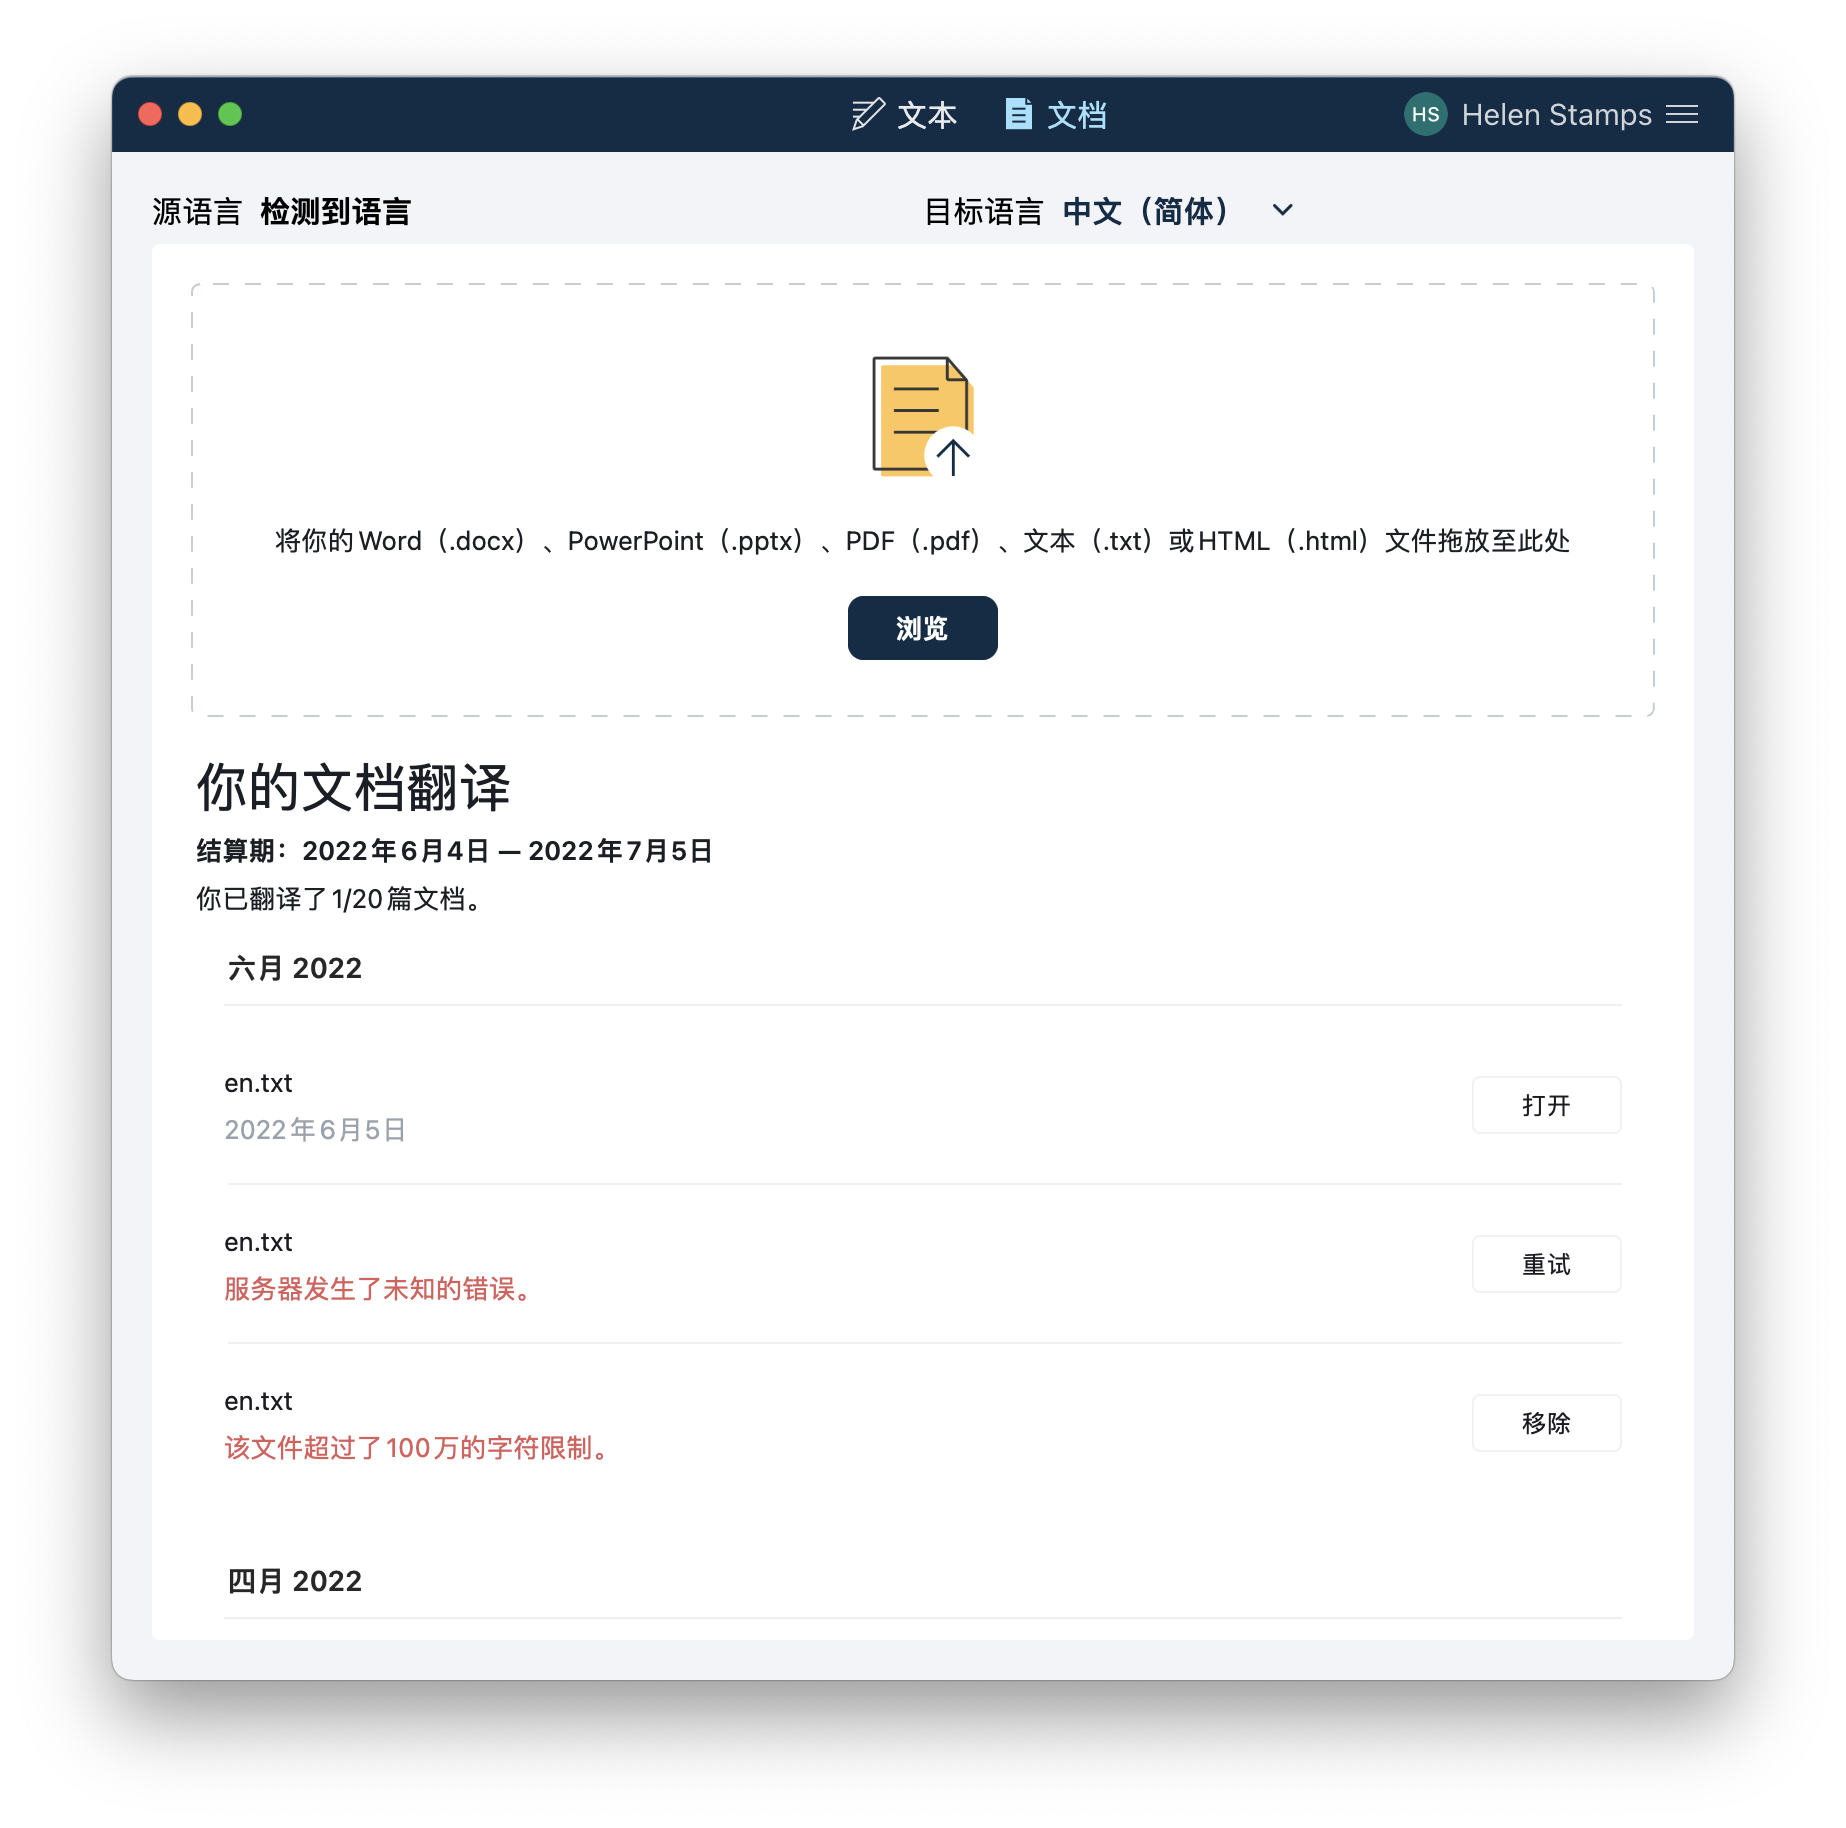 文本 文档 HS Helen Stamps
源语言 检测到语言 目标语言 中文（简体）
将你的 Word（.docx）、PowerPoint（.pptx）、PDF（.pdf）、文本（.txt）或 HTML（.html）文件拖放至此处
浏览
你的文档翻译
结算期：2022年6月4日 — 2022年7月5日
你已翻译了 1/20 篇文档。
六月 2022
en.txt
2022年6月5日
打开
en.txt
服务器发生了未知的错误。
重试
en.txt
该文件超过了 100 万的字符限制。
移除
四月 2022